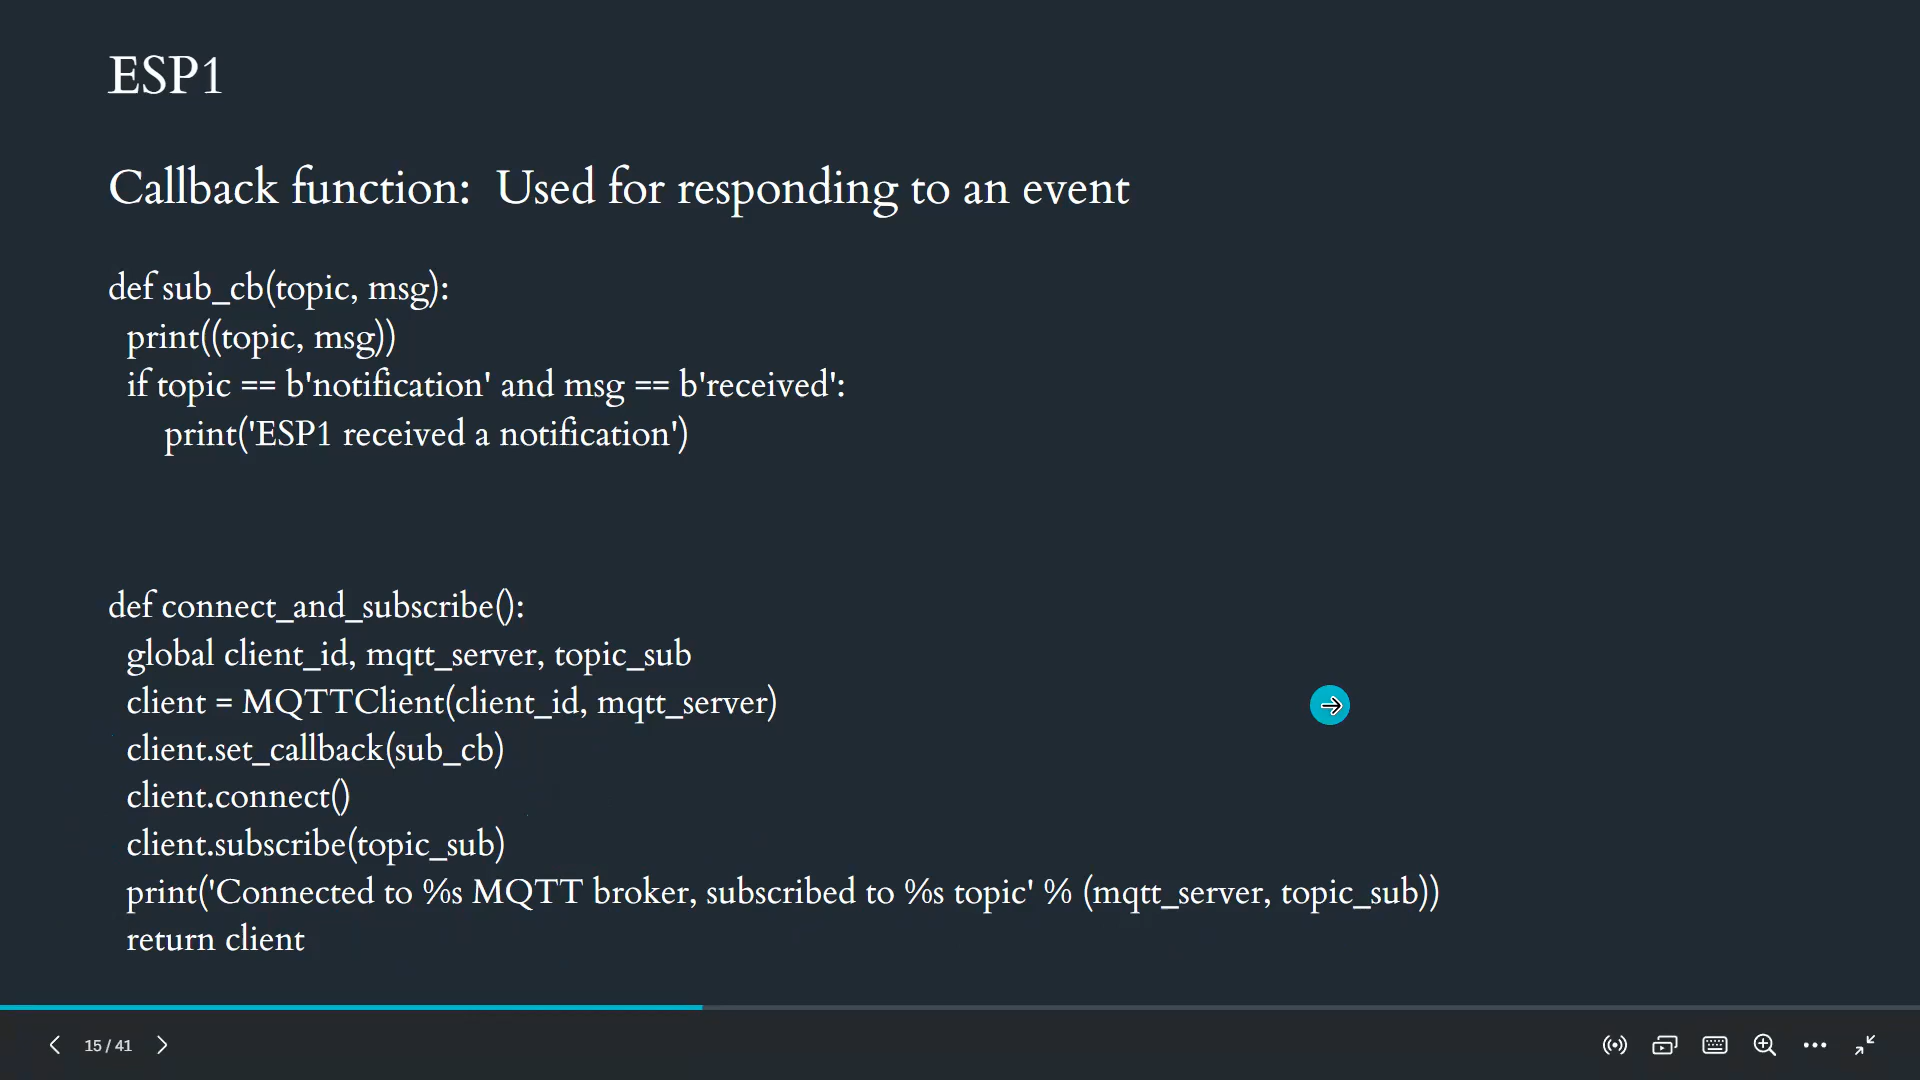 ESP1
Callback function:  Used for responding to an event
def sub_cb(topic, msg):
  print((topic, msg))
  if topic == b'notification' and msg == b'received':
      print('ESP1 received a notification')
def connect_and_subscribe():
  global client_id, mqtt_server, topic_sub
  client = MQTTClient(client_id, mqtt_server)
  client.set_callback(sub_cb)
  client.connect()
  client.subscribe(topic_sub)
  print('Connected to %s MQTT broker, subscribed to %s topic' % (mqtt_server, topic_sub))
  return client
15 / 41